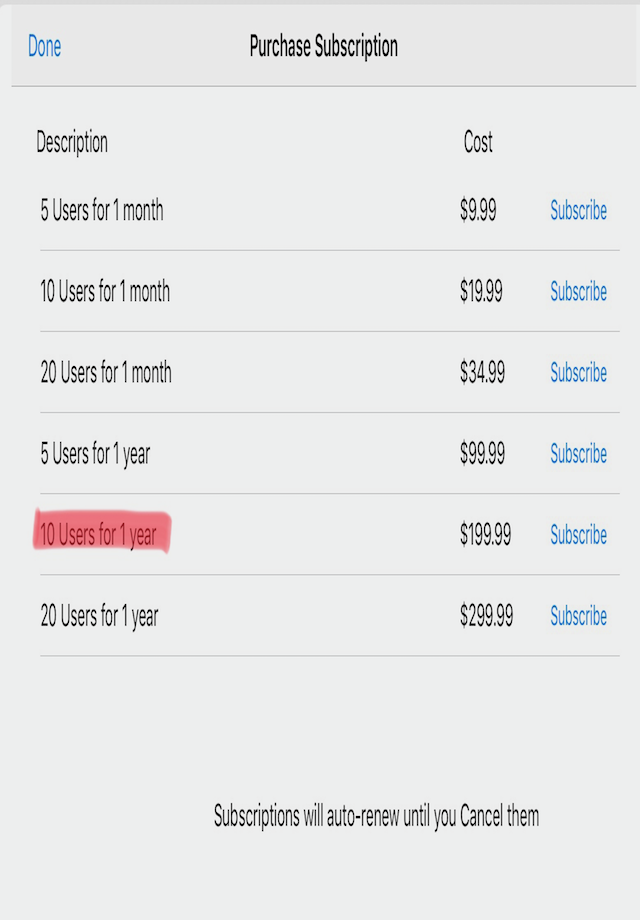 Done
Purchase Subscription
Description Cost
5 Users for 1 month $9.99 Subscribe
10 Users for 1 month $19.99 Subscribe
20 Users for 1 month $34.99 Subscribe
5 Users for 1 year $99.99 Subscribe
10 Users for 1 year $199.99 Subscribe
20 Users for 1 year $299.99 Subscribe
Subscriptions will auto-renew until you Cancel them